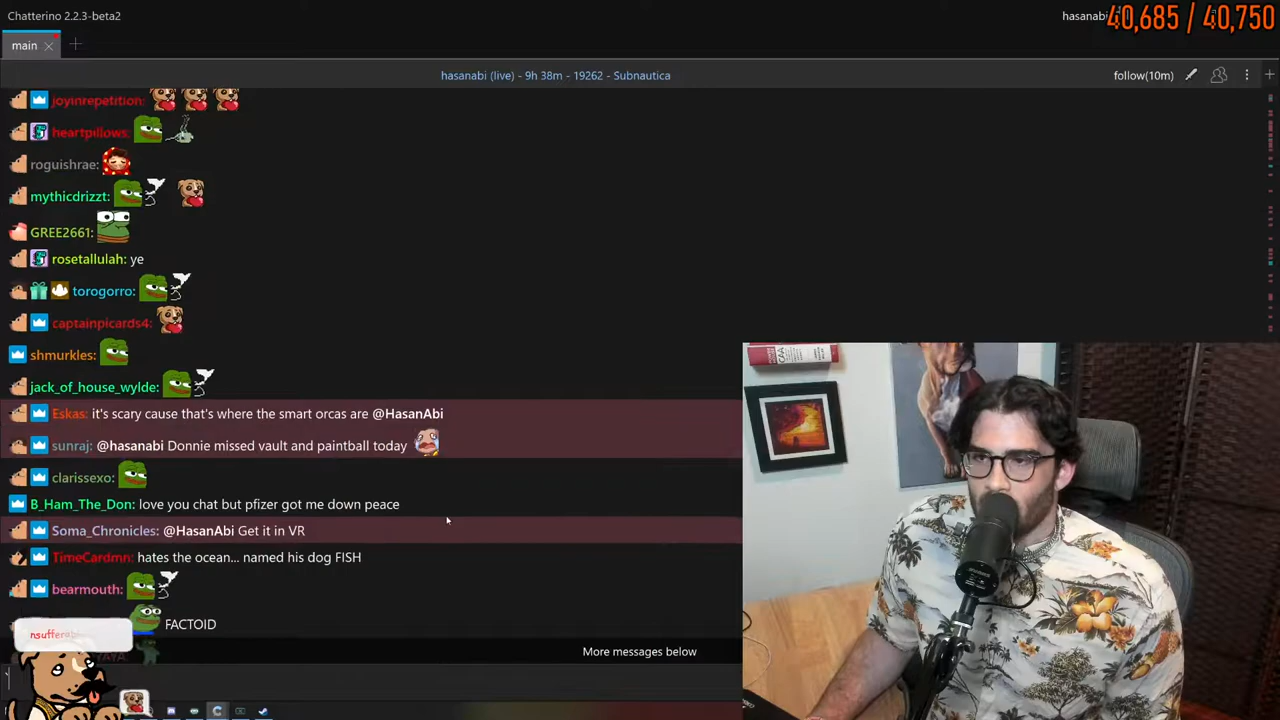 Chatterino 2.2.3-beta2
hasanabi
40,685 / 40,750
main
hasanabi (live) - 9h 38m - 19262 - Subnautica
follow(10m)
joyinrepetition:
heartpillows:
roguishrae:
mythicdrizzt:
GREE2661:
rosetallulah: ye
torogorro:
captainpicards4:
shmurkles:
jack_of_house_wylde:
Eskas: it's scary cause that's where the smart orcas are @HasanAbi
sunraj: @hasanabi Donnie missed vault and paintball today
clarissexo:
B_Ham_The_Don: love you chat but pfizer got me down peace
Soma_Chronicles: @HasanAbi Get it in VR
TimeCardmn: hates the ocean... named his dog FISH
bearmouth:
FACTOID
More messages below